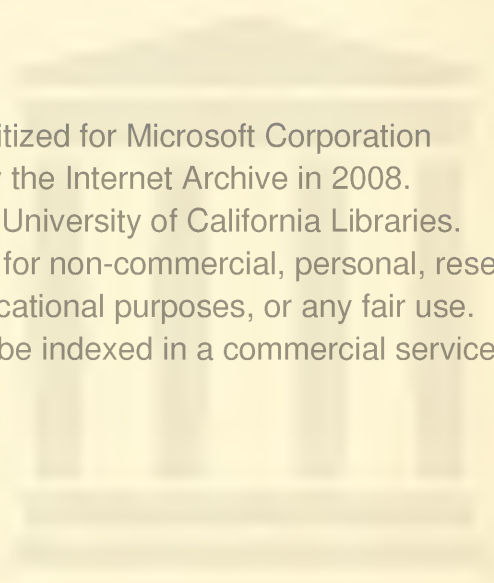 itized for Microsoft Corporation
the Internet Archive in 2008.
University of California Libraries.
for non-commercial, personal, rese
cational purposes, or any fair use.
be indexed in a commercial service